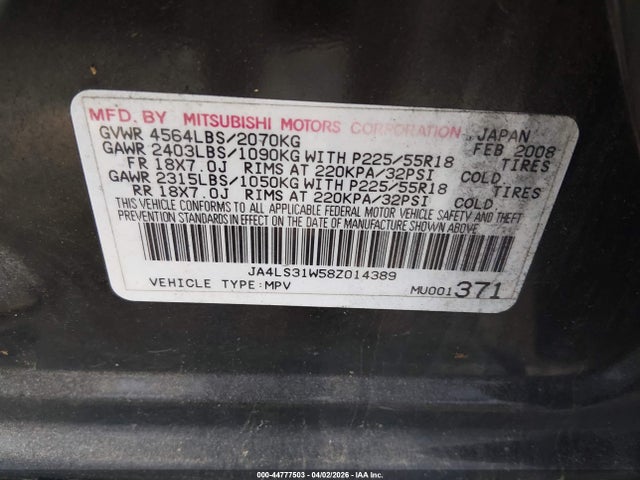 MFD. BY MITSUBISHI MOTORS CORPORATION JAPAN
GVWR 4564LBS/2070KG FEB 2008
GAWR 2403LBS/1090KG WITH P225/55R18 TIRES
FR 18X7.0J RIMS AT 220KPA/32PSI COLD
GAWR 2315LBS/1050KG WITH P225/55R18 TIRES
RR 18X7.0J RIMS AT 220KPA/32PSI COLD
THIS VEHICLE CONFORMS TO ALL APPLICABLE FEDERAL MOTOR VEHICLE SAFETY AND THEFT
PREVENTION STANDARDS IN EFFECT ON THE DATE OF MANUFACTURE SHOWN ABOVE.
JA4LS31W58Z014389
VEHICLE TYPE:MPV MU001371
000-44777503 - 04/02/2026 - IAA Inc.